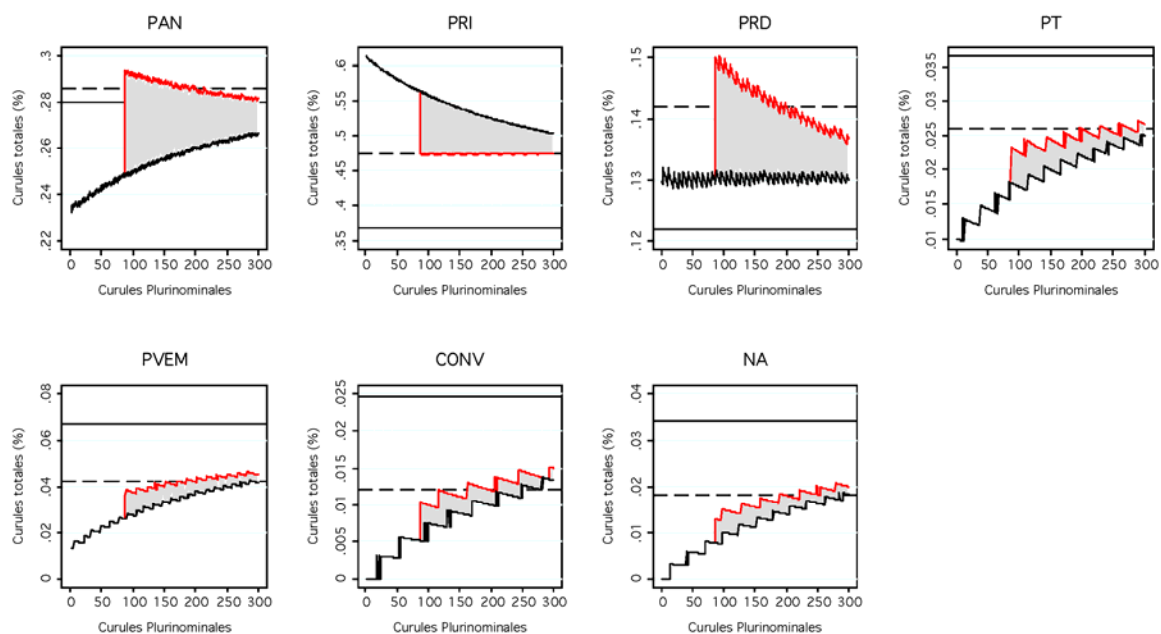 PAN
Curules totales (%)
.3
.28
.26
.24
.22
0 50 100 150 200 250 300
Curules Plurinominales
PRI
Curules totales (%)
.6
.55
.5
.45
.4
.35
0 50 100 150 200 250 300
Curules Plurinominales
PRD
Curules totales (%)
.15
.14
.13
.12
0 50 100 150 200 250 300
Curules Plurinominales
PT
Curules totales (%)
.035
.03
.025
.02
.015
.01
0 50 100 150 200 250 300
Curules Plurinominales
PVEM
Curules totales (%)
.08
.06
.04
.02
0
0 50 100 150 200 250 300
Curules Plurinominales
CONV
Curules totales (%)
.025
.02
.015
.01
.005
0
0 50 100 150 200 250 300
Curules Plurinominales
NA
Curules totales (%)
.04
.03
.02
.01
0
0 50 100 150 200 250 300
Curules Plurinominales